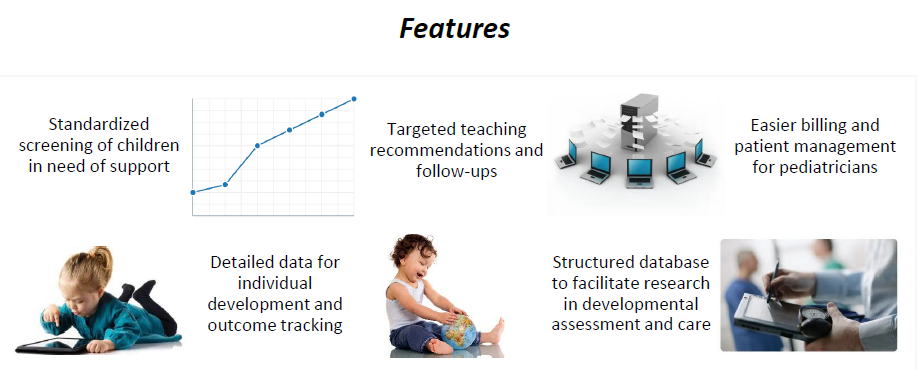 Features
Standardized
screening of children
in need of support
Targeted teaching
recommendations and
follow-ups
Easier billing and
patient management
for pediatricians
Detailed data for
individual
development and
outcome tracking
Structured database
to facilitate research
in developmental
assessment and care